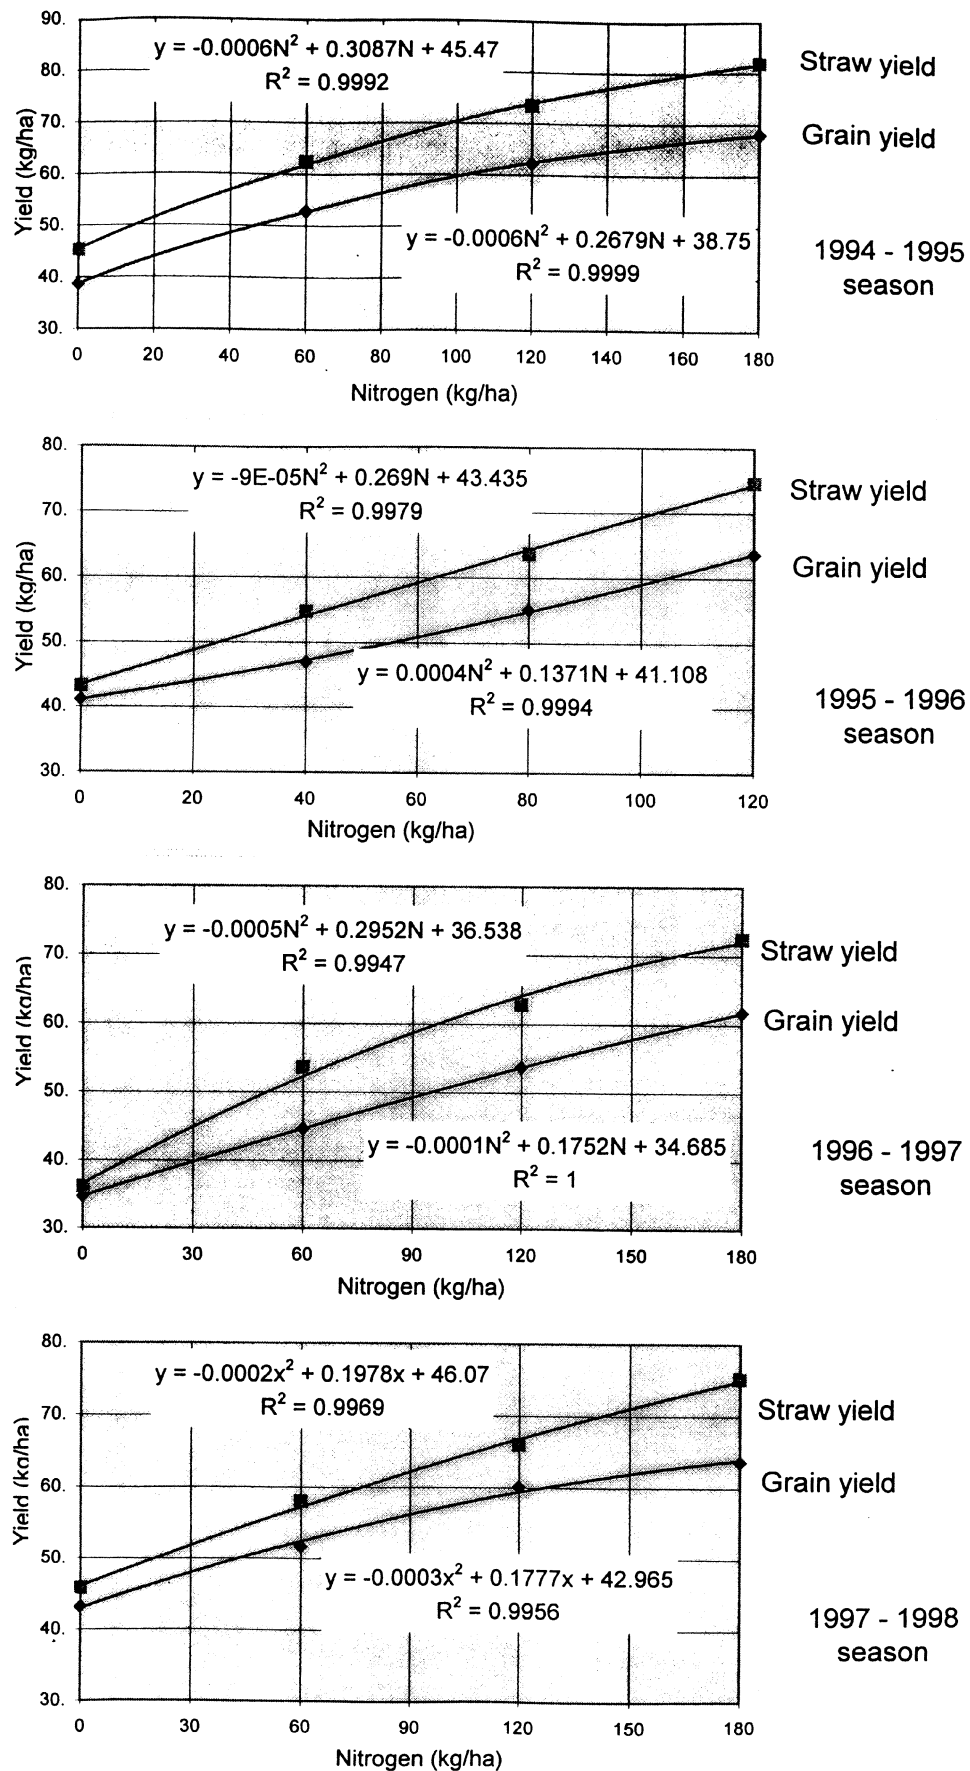 90.
80.
70.
60.
50.
40.
30.
Yield (kg/ha)
y = -0.0006N² + 0.3087N + 45.47
R² = 0.9992
Straw yield
Grain yield
y = -0.0006N² + 0.2679N + 38.75
R² = 0.9999
1994 - 1995
season
0 20 40 60 80 100 120 140 160 180
Nitrogen (kg/ha)
80.
70.
60.
50.
40.
30.
Yield (kg/ha)
y = -9E-05N² + 0.269N + 43.435
R² = 0.9979
Straw yield
Grain yield
y = 0.0004N² + 0.1371N + 41.108
R² = 0.9994
1995 - 1996
season
0 20 40 60 80 100 120
Nitrogen (kg/ha)
80.
70.
60.
50.
40.
30.
Yield (kg/ha)
y = -0.0005N² + 0.2952N + 36.538
R² = 0.9947
Straw yield
Grain yield
y = -0.0001N² + 0.1752N + 34.685
R² = 1
1996 - 1997
season
0 30 60 90 120 150 180
Nitrogen (kg/ha)
80.
70.
60.
50.
40.
30.
Yield (kg/ha)
y = -0.0002x² + 0.1978x + 46.07
R² = 0.9969
Straw yield
Grain yield
y = -0.0003x² + 0.1777x + 42.965
R² = 0.9956
1997 - 1998
season
0 30 60 90 120 150 180
Nitrogen (kg/ha)